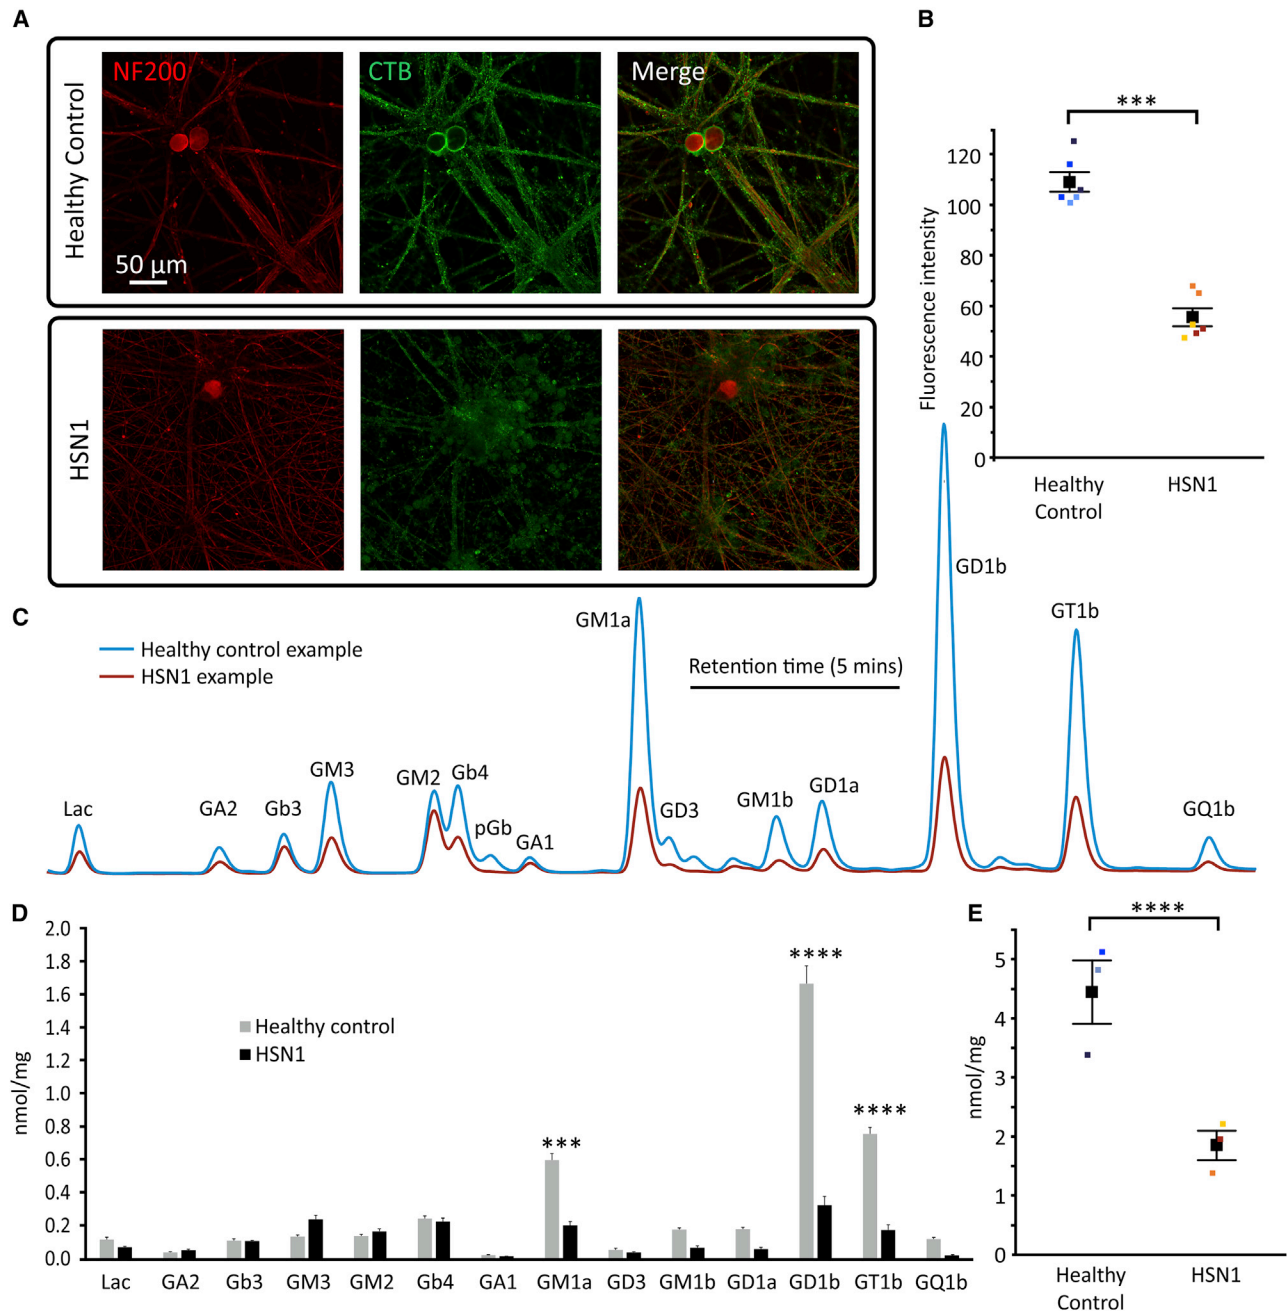 A
Healthy Control
NF200
CTB
Merge
50 µm
HSN1
B
***
Fluorescence intensity
120
100
80
60
40
20
0
Healthy
Control
HSN1
C
Healthy control example
HSN1 example
Retention time (5 mins)
Lac
GA2
Gb3
GM3
GM2
Gb4
pGb
GA1
GM1a
GD3
GM1b
GD1a
GD1b
GT1b
GQ1b
D
nmol/mg
2.0
1.8
1.6
1.4
1.2
1.0
0.8
0.6
0.4
0.2
0.0
Healthy control
HSN1
***
****
****
Lac GA2 Gb3 GM3 GM2 Gb4 GA1 GM1a GD3 GM1b GD1a GD1b GT1b GQ1b
E
****
nmol/mg
5
4
3
2
1
0
Healthy
Control
HSN1